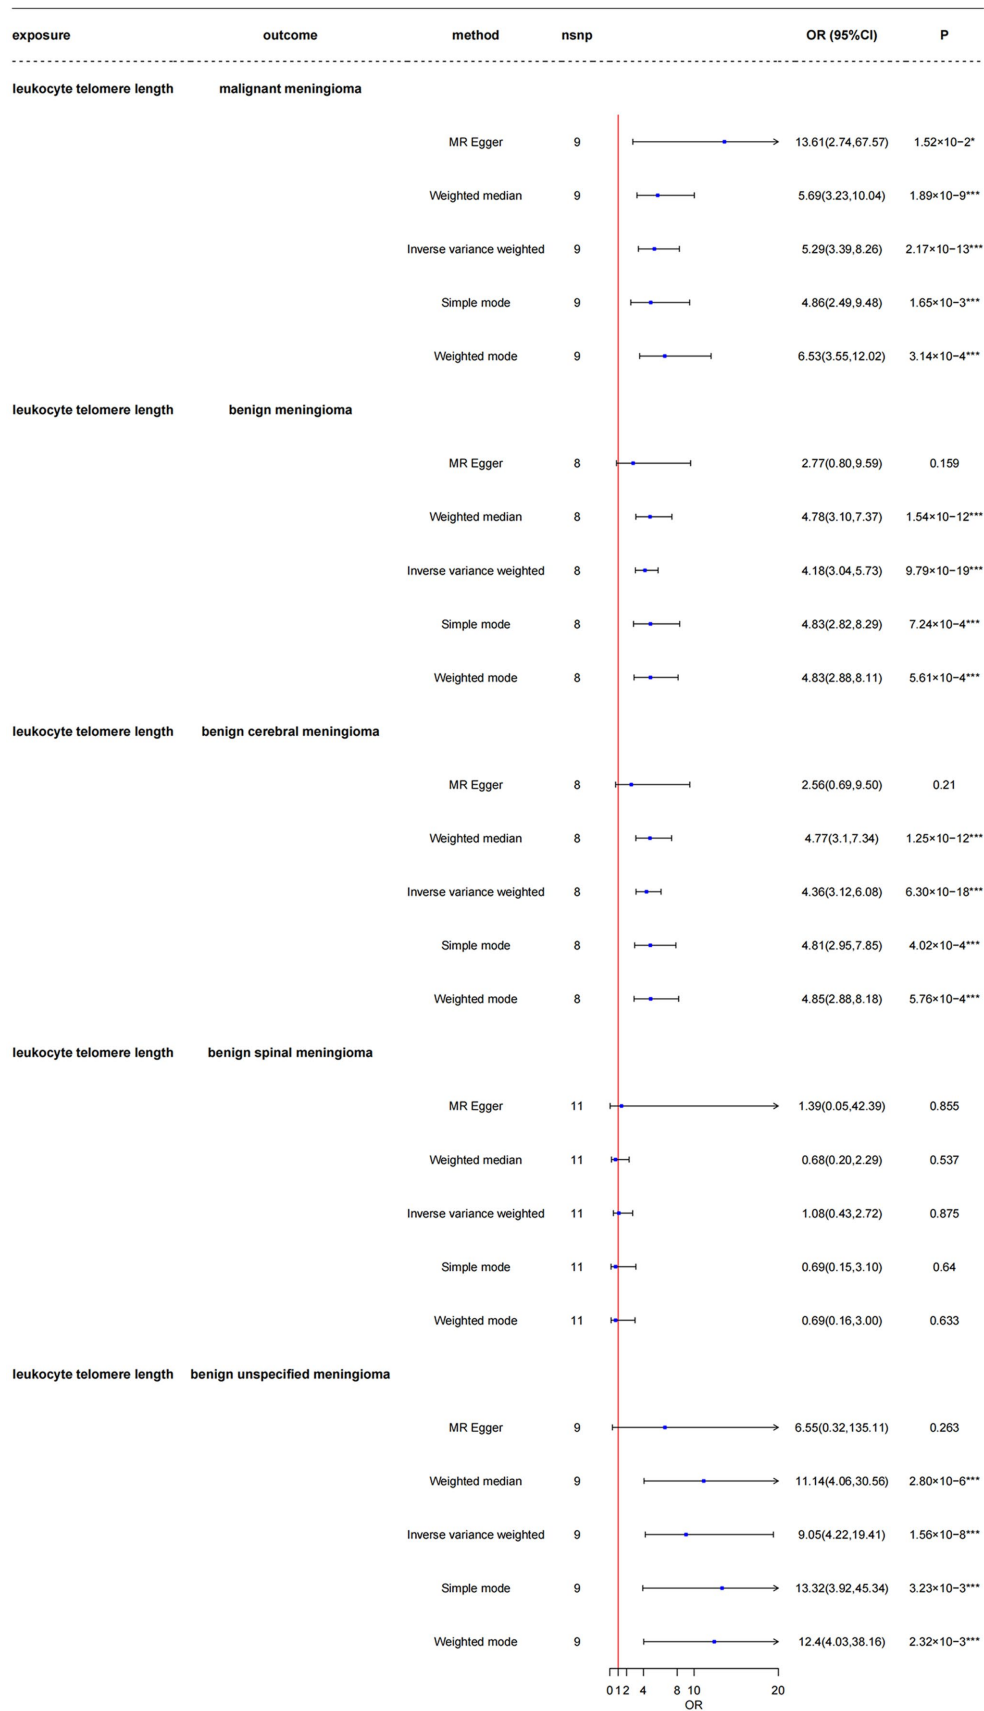 exposure outcome method nsnp OR (95%CI) P
leukocyte telomere length malignant meningioma
MR Egger 9 13.61(2.74,67.57) 1.52×10−2*
Weighted median 9 5.69(3.23,10.04) 1.89×10−9***
Inverse variance weighted 9 5.29(3.39,8.26) 2.17×10−13***
Simple mode 9 4.86(2.49,9.48) 1.65×10−3***
Weighted mode 9 6.53(3.55,12.02) 3.14×10−4***
leukocyte telomere length benign meningioma
MR Egger 8 2.77(0.80,9.59) 0.159
Weighted median 8 4.78(3.10,7.37) 1.54×10−12***
Inverse variance weighted 8 4.18(3.04,5.73) 9.79×10−19***
Simple mode 8 4.83(2.82,8.29) 7.24×10−4***
Weighted mode 8 4.83(2.88,8.11) 5.61×10−4***
leukocyte telomere length benign cerebral meningioma
MR Egger 8 2.56(0.69,9.50) 0.21
Weighted median 8 4.77(3.1,7.34) 1.25×10−12***
Inverse variance weighted 8 4.36(3.12,6.08) 6.30×10−18***
Simple mode 8 4.81(2.95,7.85) 4.02×10−4***
Weighted mode 8 4.85(2.88,8.18) 5.76×10−4***
leukocyte telomere length benign spinal meningioma
MR Egger 11 1.39(0.05,42.39) 0.855
Weighted median 11 0.68(0.20,2.29) 0.537
Inverse variance weighted 11 1.08(0.43,2.72) 0.875
Simple mode 11 0.69(0.15,3.10) 0.64
Weighted mode 11 0.69(0.16,3.00) 0.633
leukocyte telomere length benign unspecified meningioma
MR Egger 9 6.55(0.32,135.11) 0.263
Weighted median 9 11.14(4.06,30.56) 2.80×10−6***
Inverse variance weighted 9 9.05(4.22,19.41) 1.56×10−8***
Simple mode 9 13.32(3.92,45.34) 3.23×10−3***
Weighted mode 9 12.4(4.03,38.16) 2.32×10−3***
0 1 2 4 8 10 20
OR